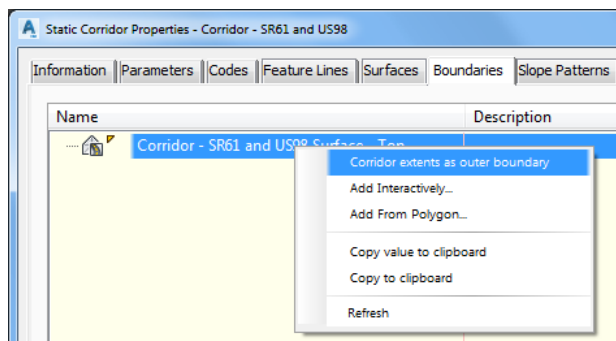 Static Corridor Properties - Corridor - SR61 and US98
Information Parameters Codes Feature Lines Surfaces Boundaries Slope Patterns
Name Description
Corridor - SR61 and US98 Surface - Top
Corridor extents as outer boundary
Add Interactively...
Add From Polygon...
Copy value to clipboard
Copy to clipboard
Refresh